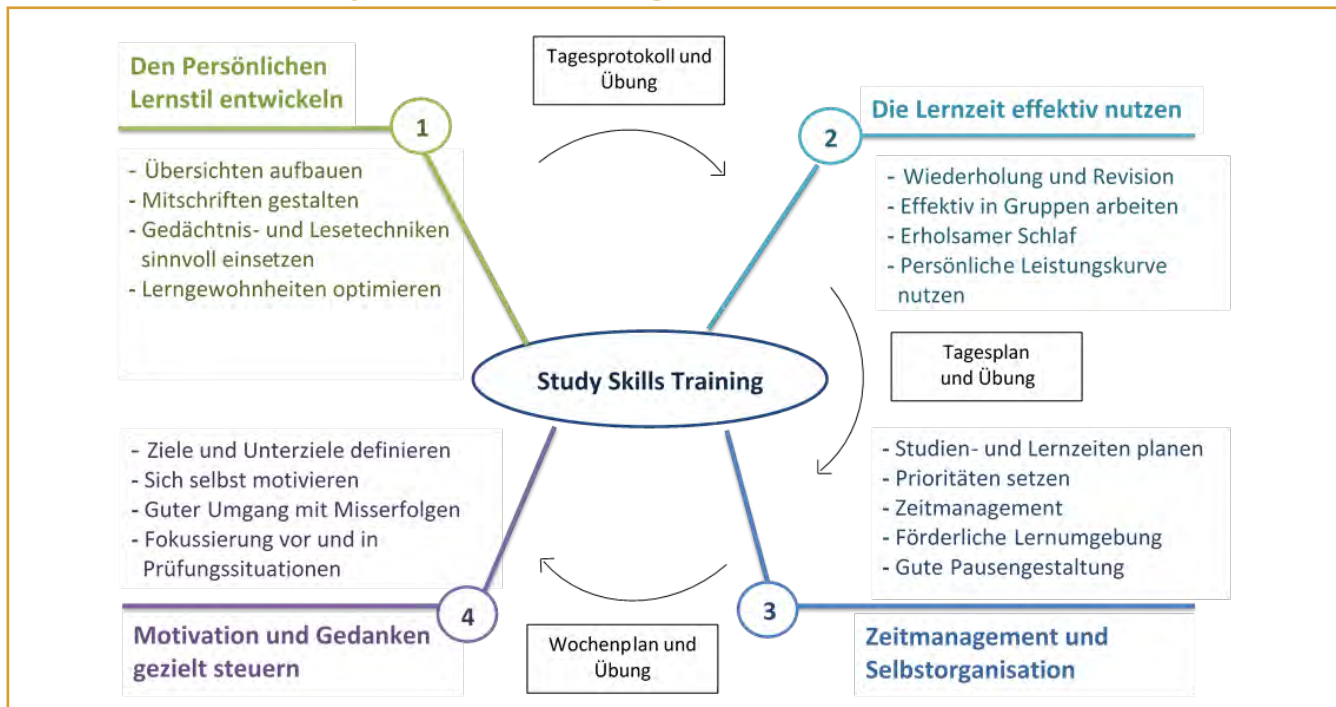 Den Persönlichen
Lernstil entwickeln
1
- Übersichten aufbauen
- Mitschriften gestalten
- Gedächtnis- und Lesetechniken
sinnvoll einsetzen
- Lerngewohnheiten optimieren
Tagesprotokoll und
Übung
Die Lernzeit effektiv nutzen
2
- Wiederholung und Revision
- Effektiv in Gruppen arbeiten
- Erholsamer Schlaf
- Persönliche Leistungskurve
nutzen
Study Skills Training
Tagesplan
und Übung
- Studien- und Lernzeiten planen
- Prioritäten setzen
- Zeitmanagement
- Förderliche Lernumgebung
- Gute Pausengestaltung
3
Zeitmanagement und
Selbstorganisation
Wochenplan und
Übung
- Ziele und Unterziele definieren
- Sich selbst motivieren
- Guter Umgang mit Misserfolgen
- Fokussierung vor und in
Prüfungssituationen
4
Motivation und Gedanken
gezielt steuern